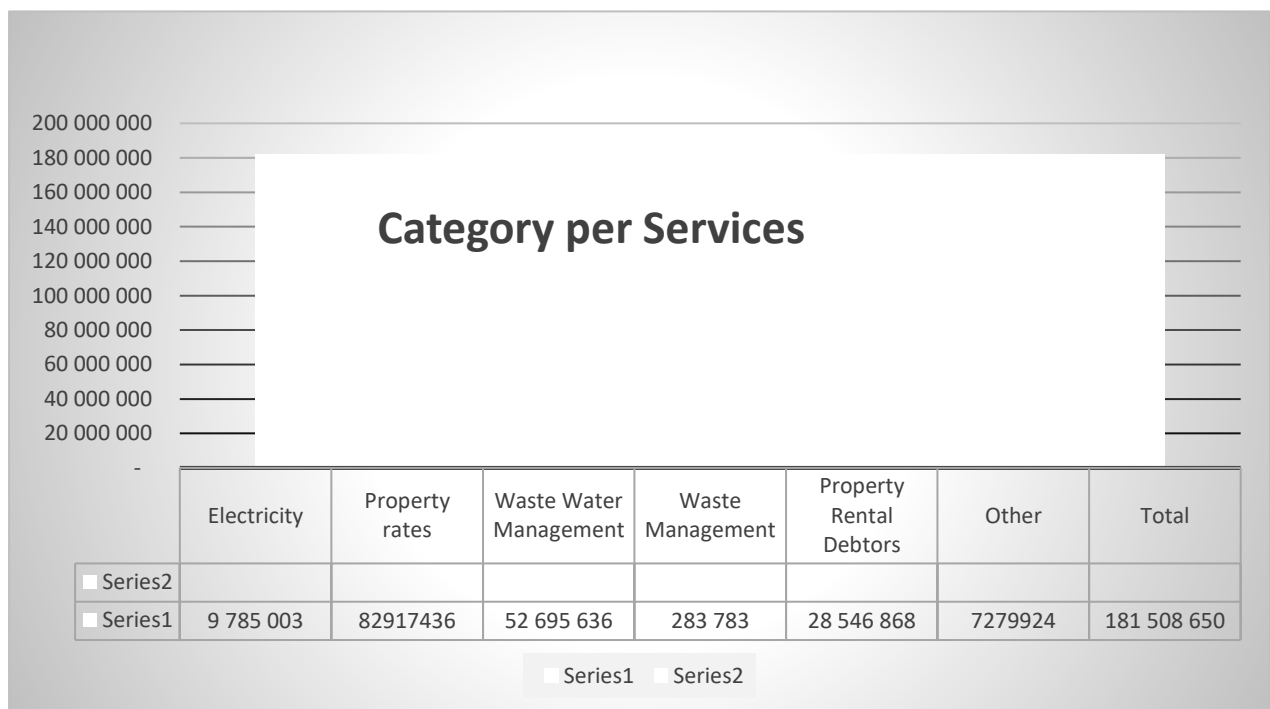 200 000 000
180 000 000
160 000 000
140 000 000
120 000 000
100 000 000
80 000 000
60 000 000
40 000 000
20 000 000
-
Category per Services
Electricity
Property
rates
Waste Water
Management
Waste
Management
Property
Rental
Debtors
Other
Total
Series2
Series1 9 785 003 82917436 52 695 636 283 783 28 546 868 7279924 181 508 650
Series1 Series2